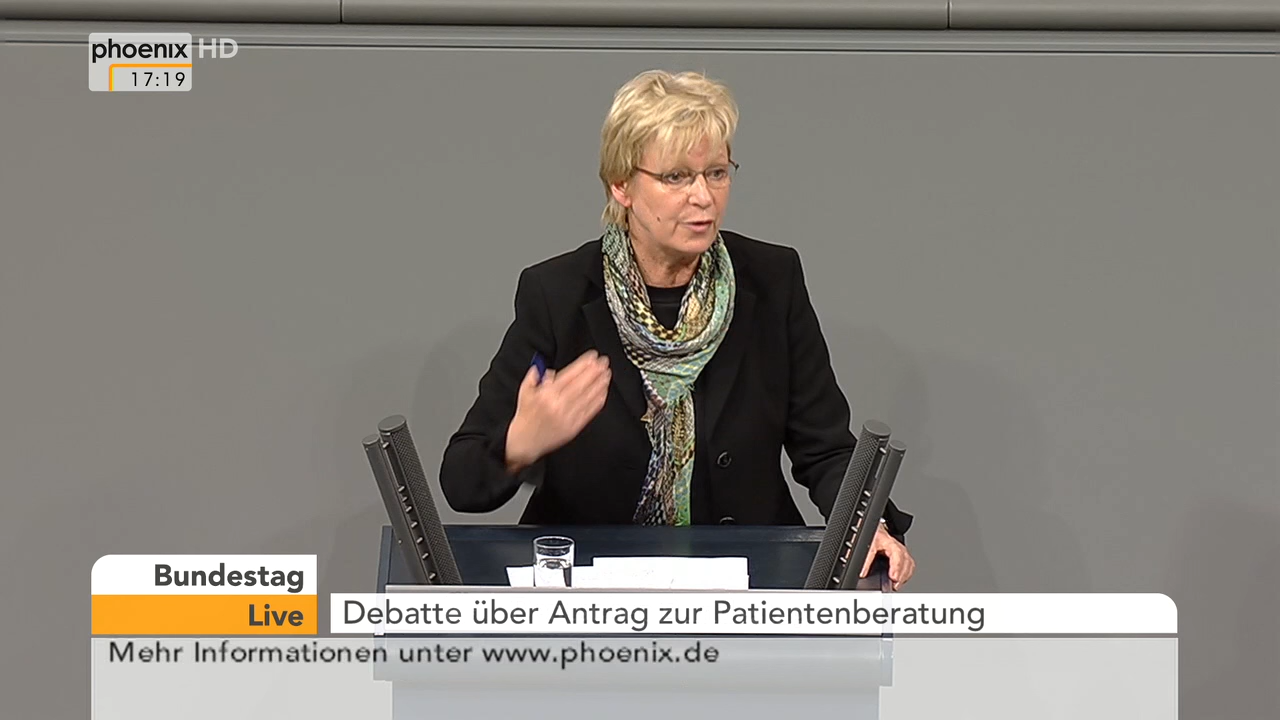 phoenix HD
17:19
Bundestag
Live
Debatte über Antrag zur Patientenberatung
Mehr Informationen unter www.phoenix.de